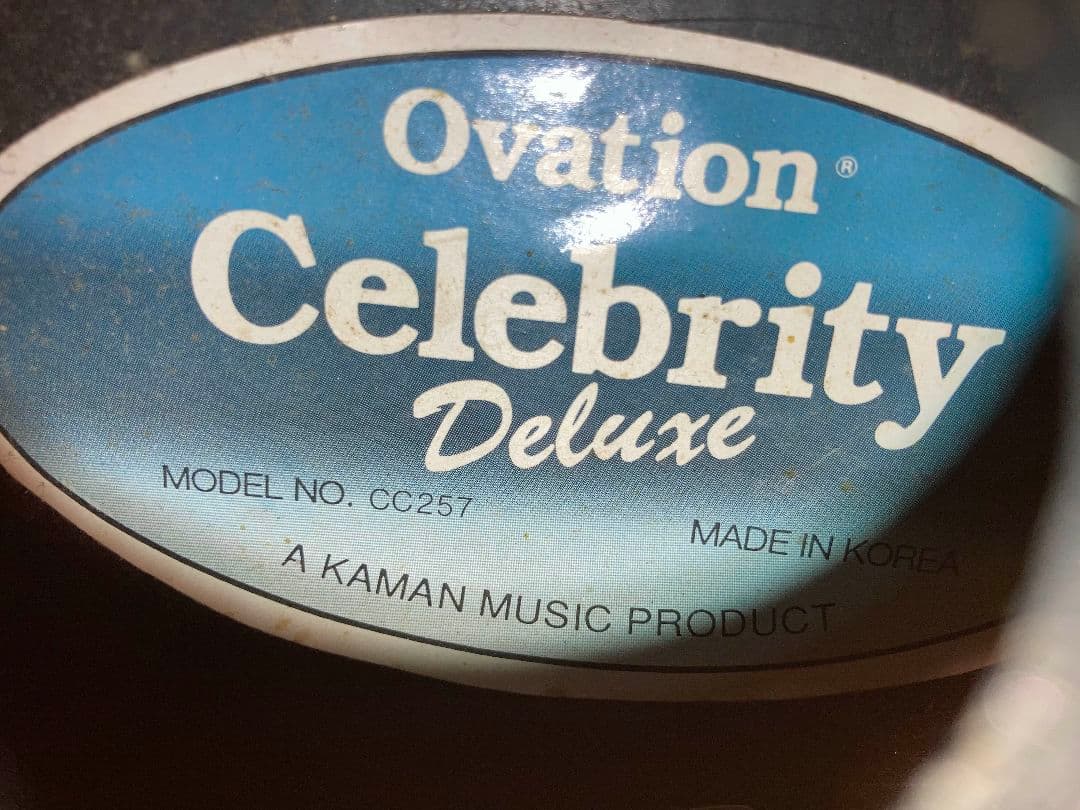 Ovation®
Celebrity
Deluxe
MODEL NO. CC257
MADE IN KOREA
A KAMAN MUSIC PRODUCT